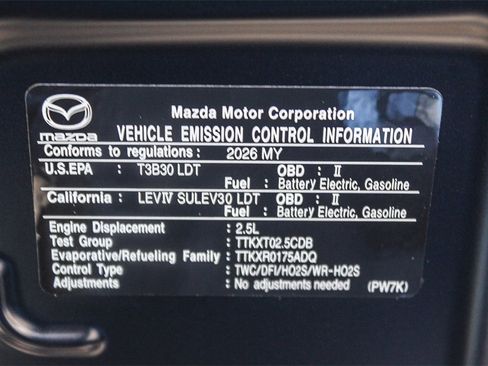 Mazda Motor Corporation
mazda VEHICLE EMISSION CONTROL INFORMATION
Conforms to regulations : 2026 MY
U.S.EPA : T3B30 LDT OBD : II
Fuel : Battery Electric, Gasoline
California : LEVIV SULEV30 LDT OBD : II
Fuel : Battery Electric, Gasoline
Engine Displacement : 2.5L
Test Group : TTKXT02.5CDB
Evaporative/Refueling Family : TTKXR0175ADQ
Control Type : TWC/DFI/HO2S/WR-HO2S
Adjustments : No adjustments needed (PW7K)